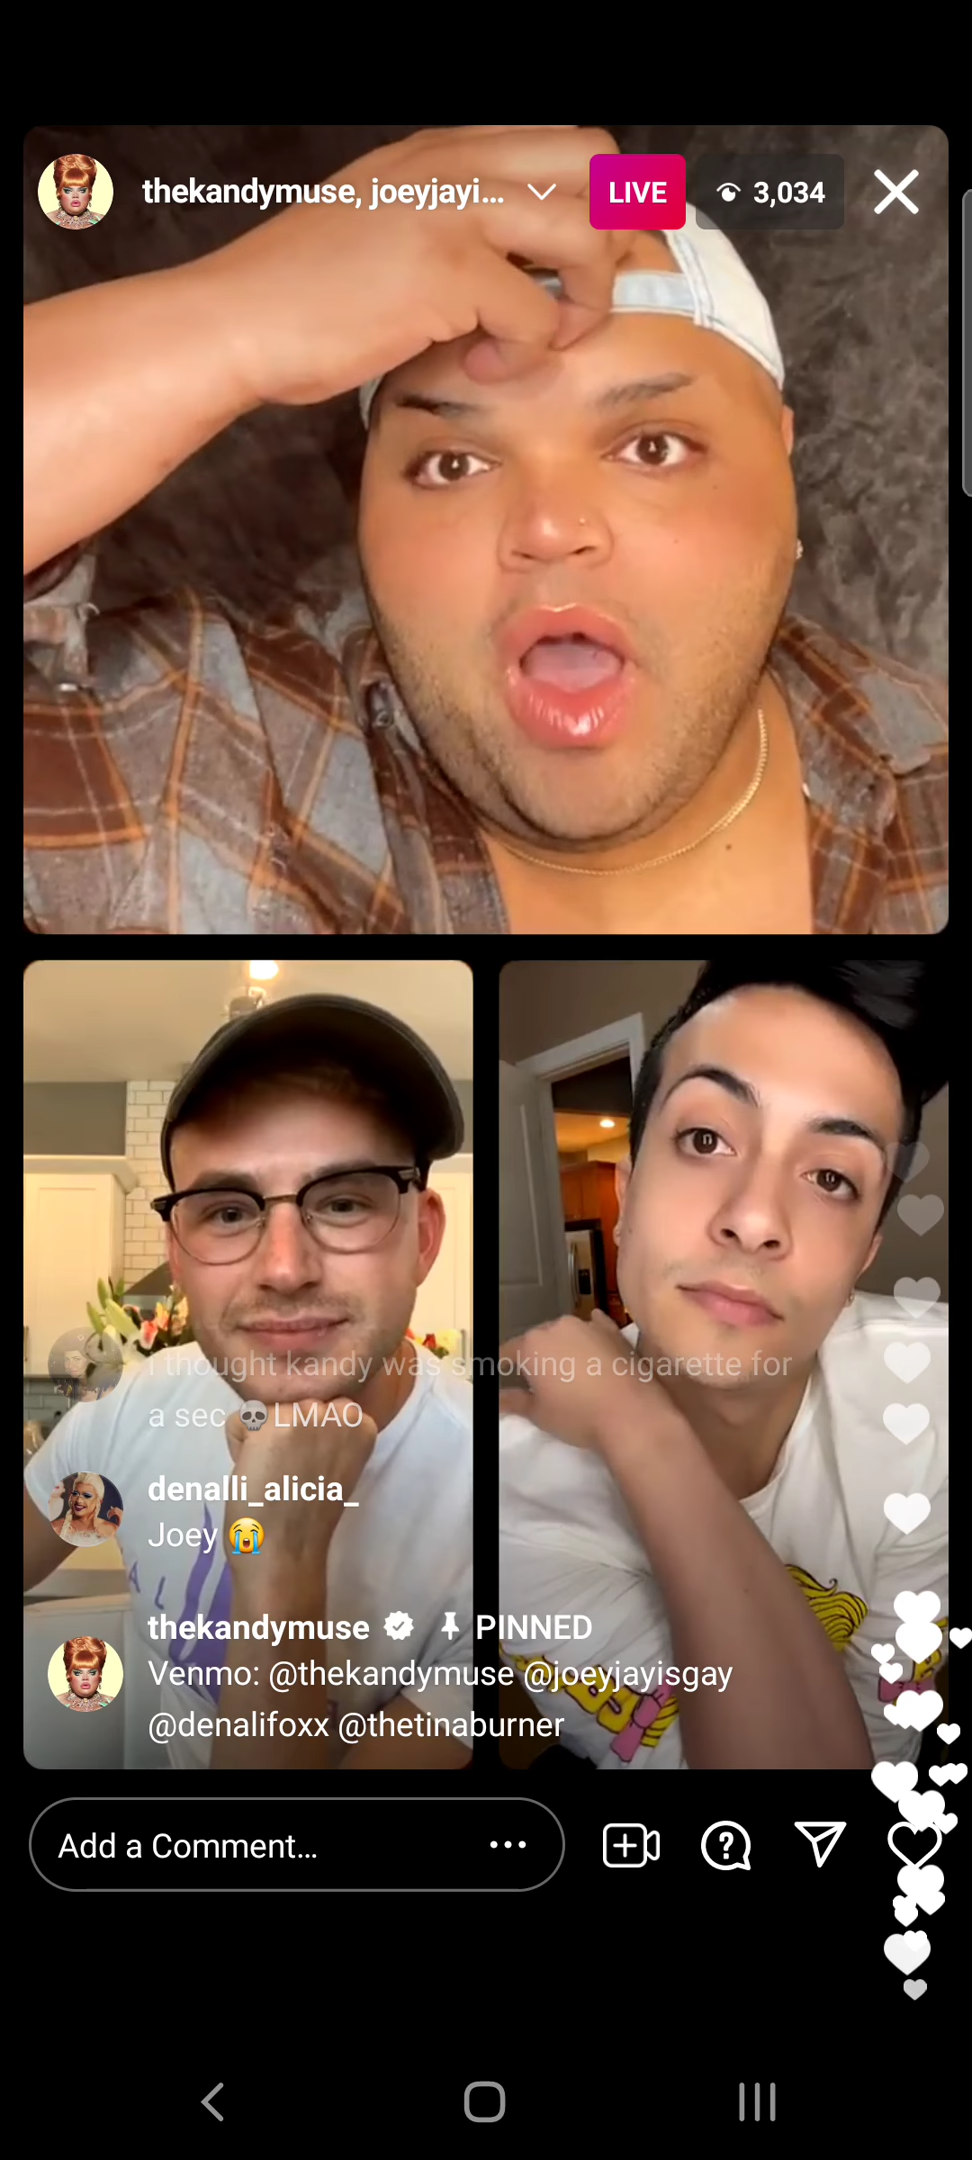 thekandymuse, joeyjayi...
LIVE
3,034
I thought kandy was smoking a cigarette for
a sec 💀LMAO
denalli_alicia_
Joey 😭
thekandymuse PINNED
Venmo: @thekandymuse @joeyjayisgay
@denalifoxx @thetinaburner
Add a Comment...